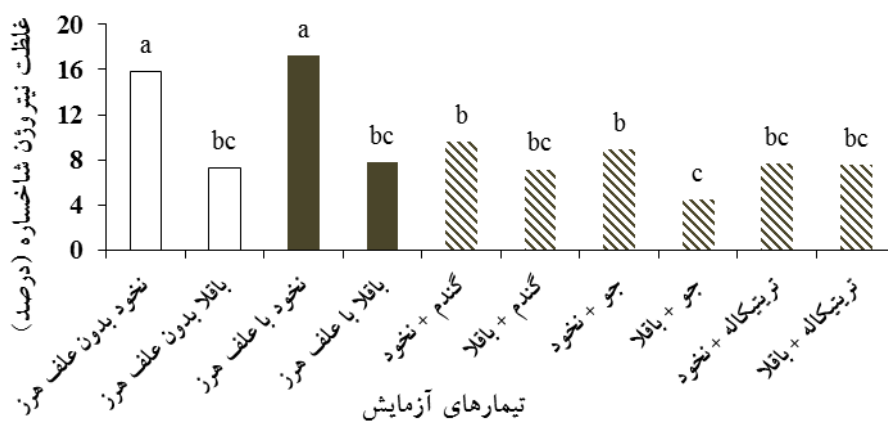 غلظت نیتروژن شاخساره (درصد)
20
16
12
8
4
0
a
bc
a
bc
b
bc
b
c
bc
bc
نخود بدون علف هرز
باقلا بدون علف هرز
نخود با علف هرز
باقلا با علف هرز
گندم + نخود
گندم + باقلا
جو + نخود
جو + باقلا
تریتیکاله + نخود
تریتیکاله + باقلا
تیمارهای آزمایش